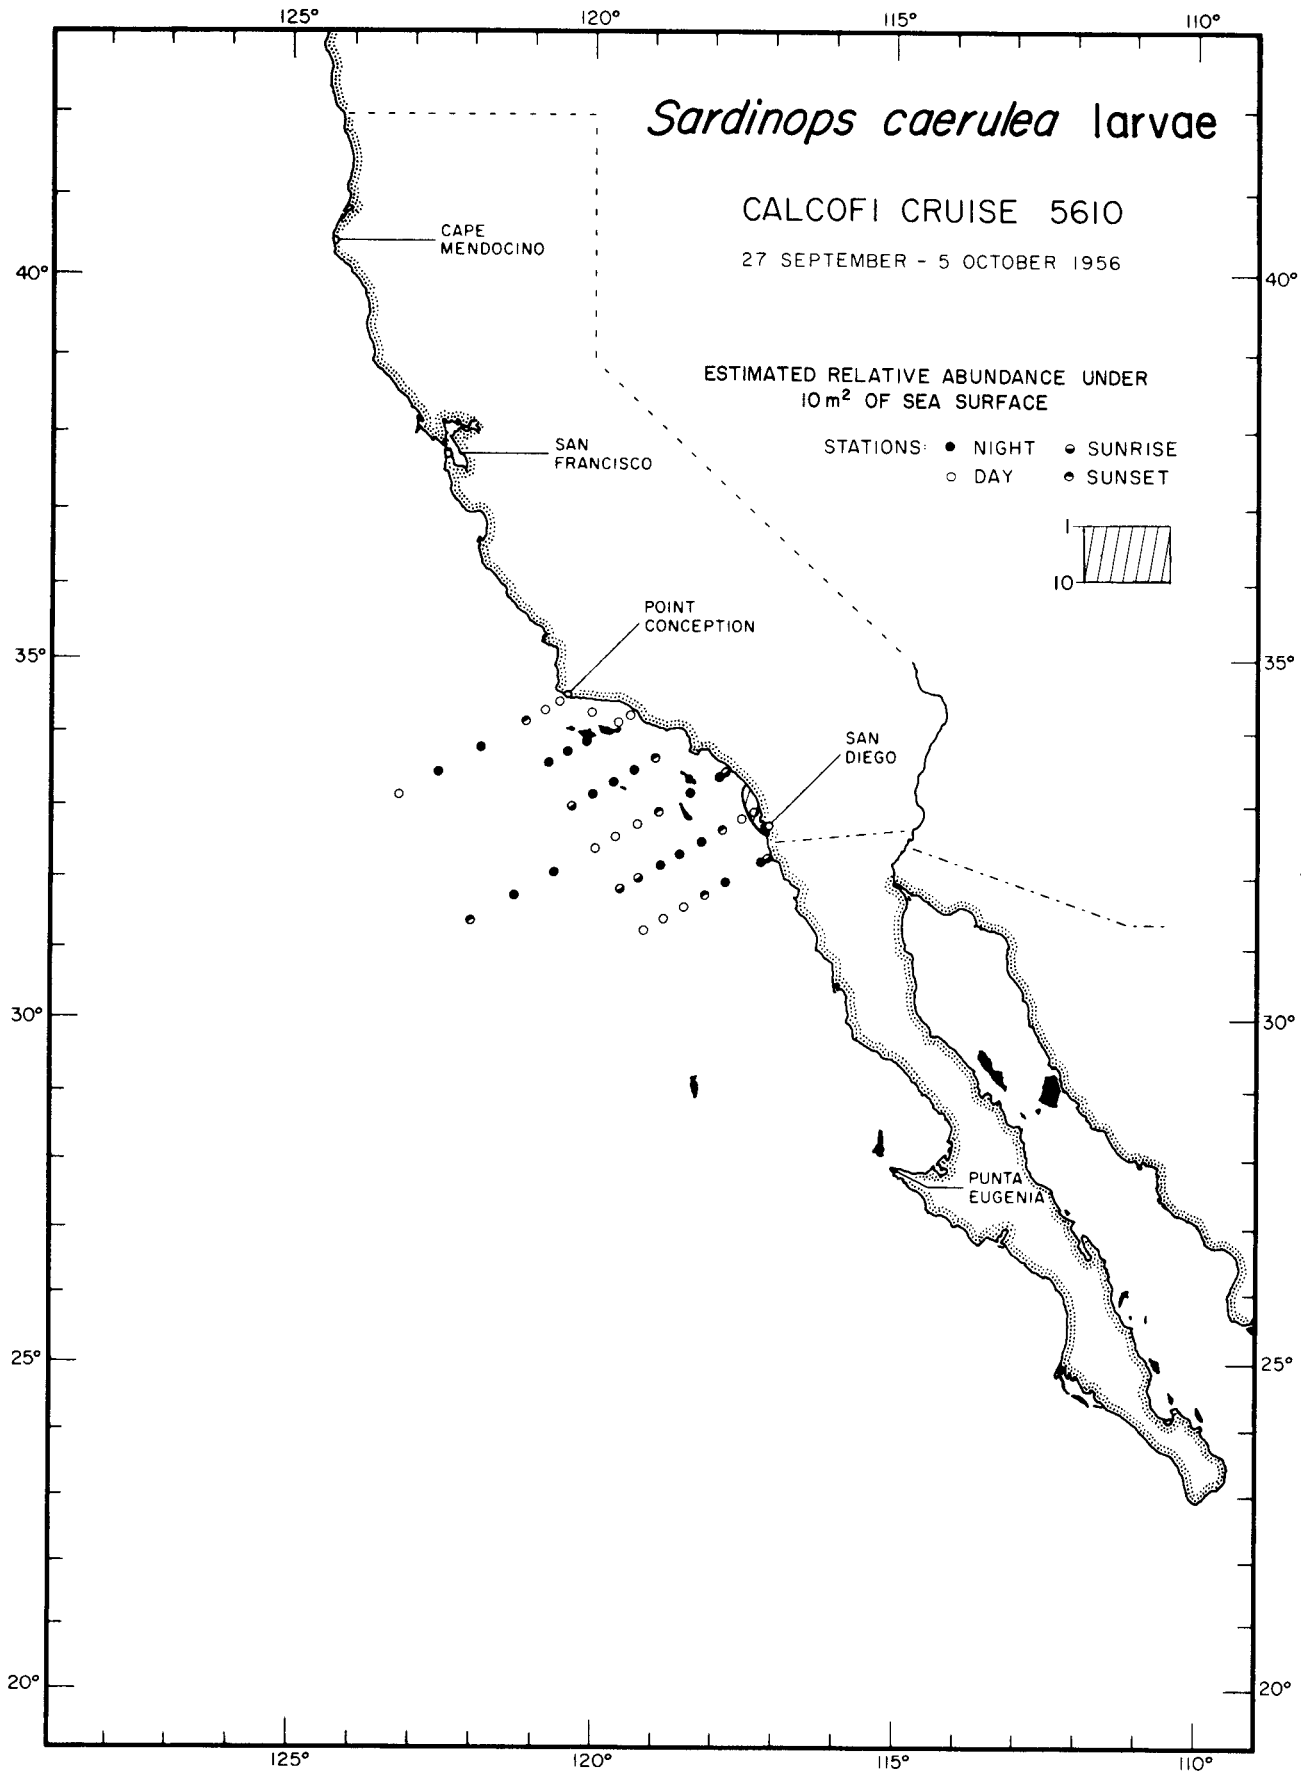 125° 120° 115° 110°
Sardinops caerulea larvae
CALCOFI CRUISE 5610
27 SEPTEMBER - 5 OCTOBER 1956
CAPE
MENDOCINO
40° 40°
ESTIMATED RELATIVE ABUNDANCE UNDER
10 m² OF SEA SURFACE
STATIONS: ● NIGHT ◒ SUNRISE
○ DAY ◓ SUNSET
SAN
FRANCISCO
1
10
POINT
CONCEPTION
35° 35°
SAN
DIEGO
30° 30°
PUNTA
EUGENIA
25° 25°
20° 20°
125° 120° 115° 110°